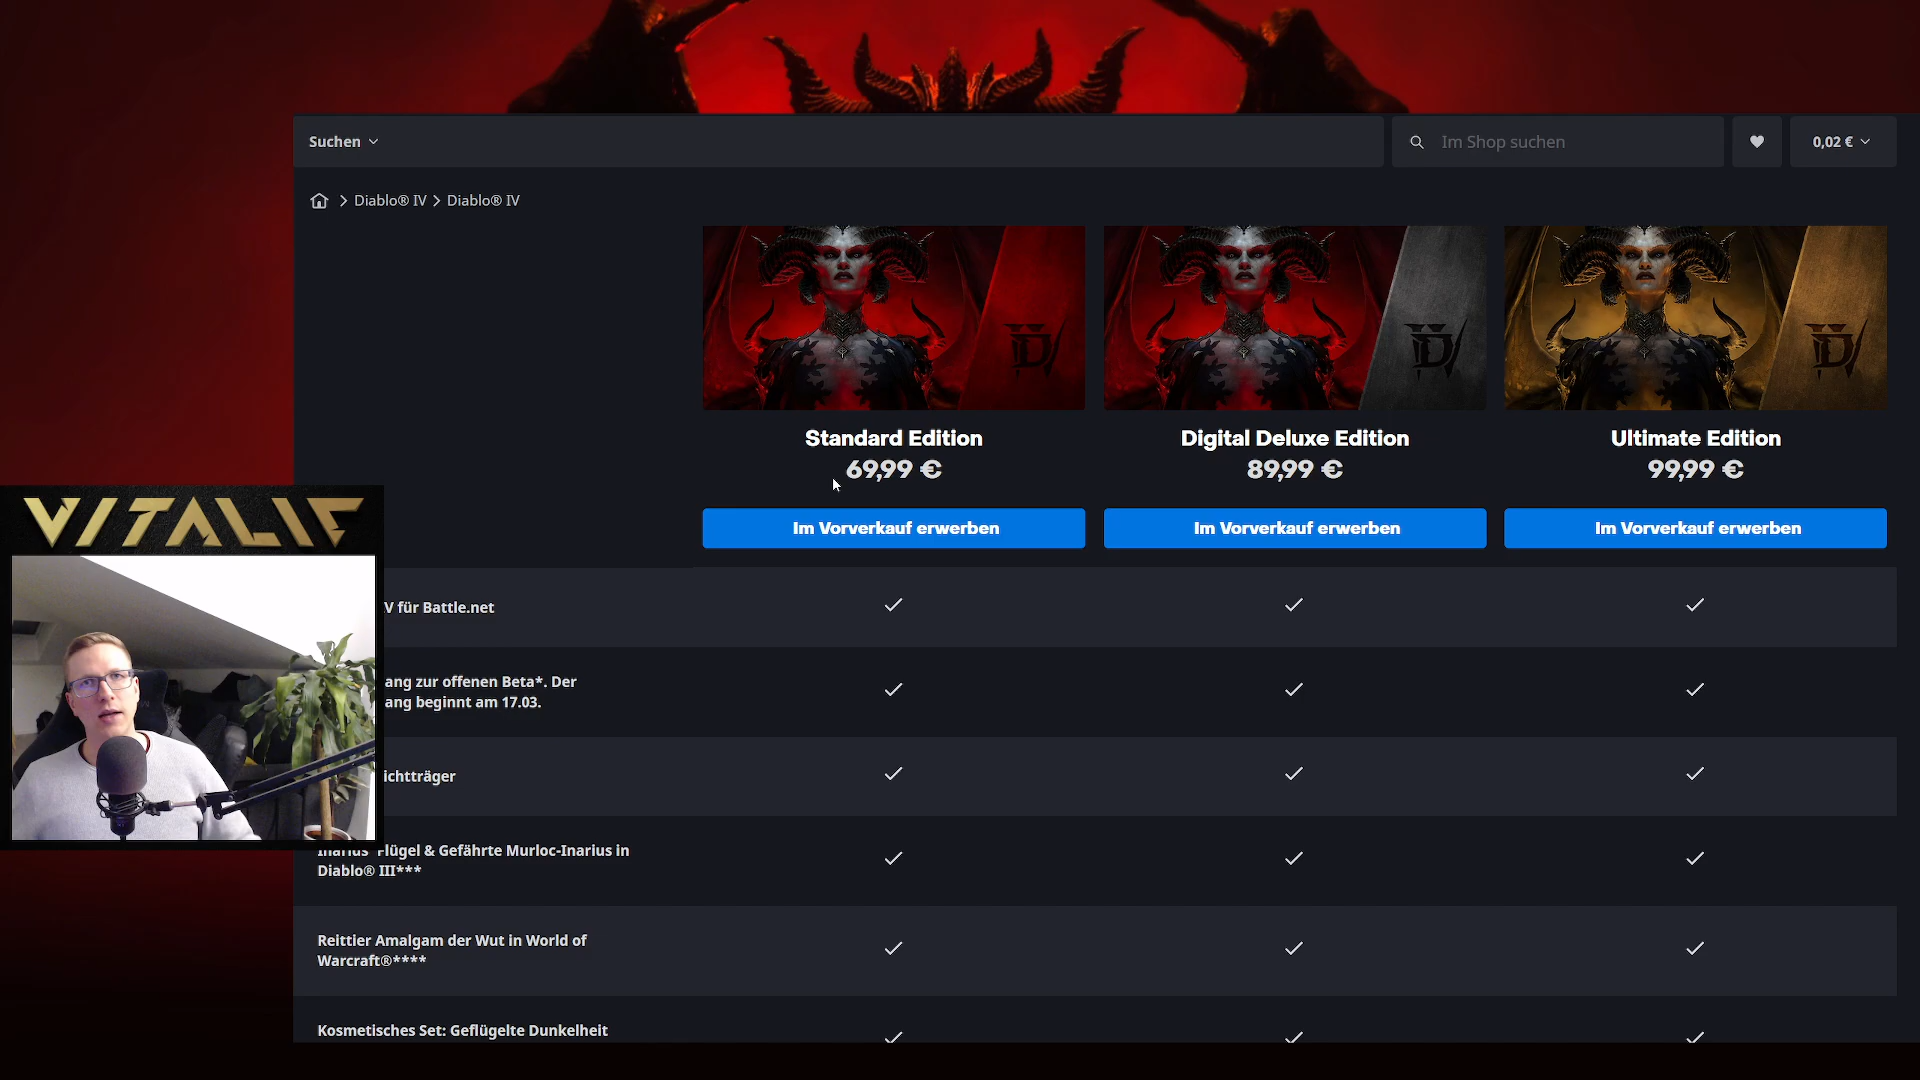 Suchen
Im Shop suchen
0,02 €
Diablo® IV
Diablo® IV
Standard Edition
69,99 €
Im Vorverkauf erwerben
Digital Deluxe Edition
89,99 €
Im Vorverkauf erwerben
Ultimate Edition
99,99 €
Im Vorverkauf erwerben
VITALIF
V für Battle.net
ang zur offenen Beta*. Der
ang beginnt am 17.03.
ichtträger
Inarius' Flügel & Gefährte Murloc-Inarius in
Diablo® III***
Reittier Amalgam der Wut in World of
Warcraft®****
Kosmetisches Set: Geflügelte Dunkelheit